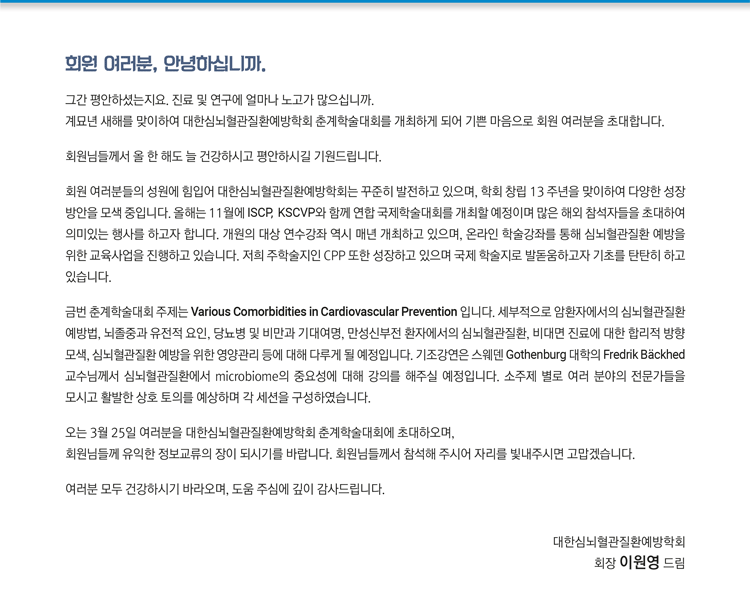 회원 여러분, 안녕하십니까.
그간 평안하셨는지요. 진료 및 연구에 얼마나 노고가 많으십니까.
계묘년 새해를 맞이하여 대한심뇌혈관질환예방학회 춘계학술대회를 개최하게 되어 기쁜 마음으로 회원 여러분을 초대합니다.
회원님들께서 올 한 해도 늘 건강하시고 평안하시길 기원드립니다.
회원 여러분들의 성원에 힘입어 대한심뇌혈관질환예방학회는 꾸준히 발전하고 있으며, 학회 창립 13 주년을 맞이하여 다양한 성장
방안을 모색 중입니다. 올해는 11월에 ISCP, KSCVP와 함께 연합 국제학술대회를 개최할 예정이며 많은 해외 참석자들을 초대하여
의미있는 행사를 하고자 합니다. 개원의 대상 연수강좌 역시 매년 개최하고 있으며, 온라인 학술강좌를 통해 심뇌혈관질환 예방을
위한 교육사업을 진행하고 있습니다. 저희 주학술지인 CPP 또한 성장하고 있으며 국제 학술지로 발돋움하고자 기초를 탄탄히 하고
있습니다.
금번 춘계학술대회 주제는 Various Comorbidities in Cardiovascular Prevention 입니다. 세부적으로 암환자에서의 심뇌혈관질환
예방법, 뇌졸중과 유전적 요인, 당뇨병 및 비만과 기대여명, 만성신부전 환자에서의 심뇌혈관질환, 비대면 진료에 대한 합리적 방향
모색, 심뇌혈관질환 예방을 위한 영양관리 등에 대해 다루게 될 예정입니다. 기조강연은 스웨덴 Gothenburg 대학의 Fredrik Bäckhed
교수님께서 심뇌혈관질환에서 microbiome의 중요성에 대해 강의를 해주실 예정입니다. 소주제 별로 여러 분야의 전문가들을
모시고 활발한 상호 토의를 예상하며 각 세션을 구성하였습니다.
오는 3월 25일 여러분을 대한심뇌혈관질환예방학회 춘계학술대회에 초대하오며,
회원님들께 유익한 정보교류의 장이 되시기를 바랍니다. 회원님들께서 참석해 주시어 자리를 빛내주시면 고맙겠습니다.
여러분 모두 건강하시기 바라오며, 도움 주심에 깊이 감사드립니다.
대한심뇌혈관질환예방학회
회장 이원영 드림